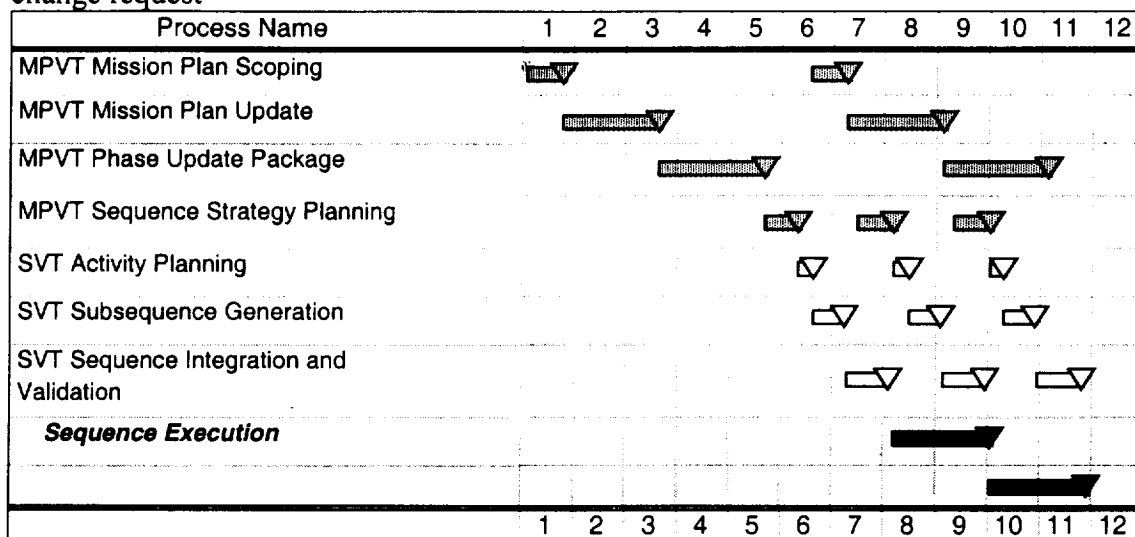 change request
Process Name 1 2 3 4 5 6 7 8 9 10 11 12
MPVT Mission Plan Scoping
MPVT Mission Plan Update
MPVT Phase Update Package
MPVT Sequence Strategy Planning
SVT Activity Planning
SVT Subsequence Generation
SVT Sequence Integration and
Validation
Sequence Execution
1 2 3 4 5 6 7 8 9 10 11 12